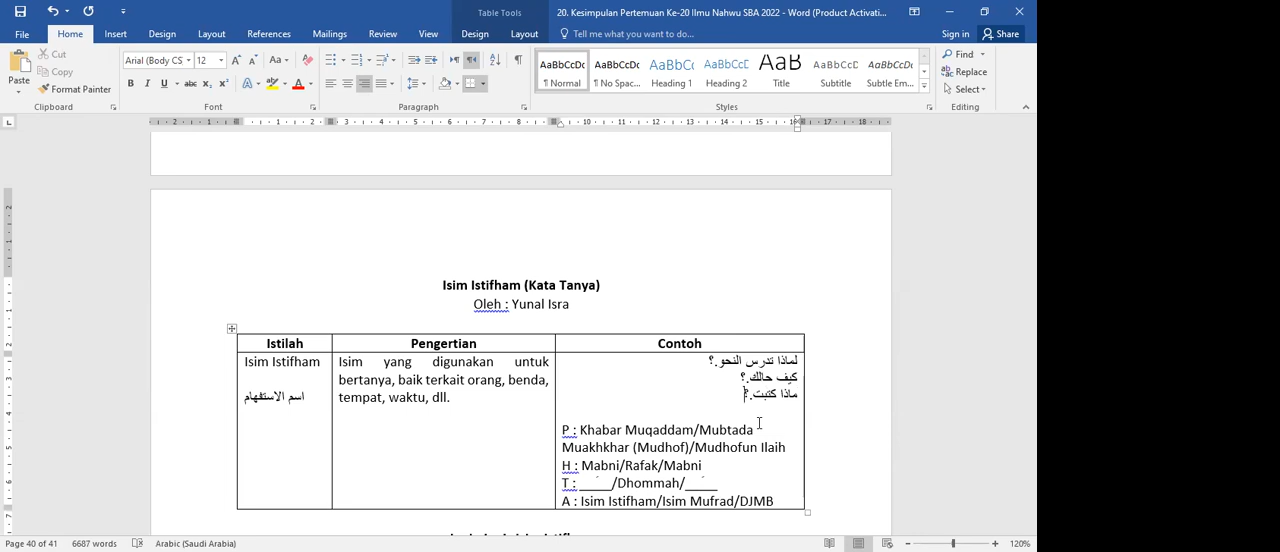 Table Tools
20. Kesimpulan Pertemuan Ke-20 Ilmu Nahwu SBA 2022 - Word (Product Activati...
File Home Insert Design Layout References Mailings Review View Design Layout Tell me what you want to do... Sign in Share
Paste
Cut
Copy
Format Painter
Clipboard
Arial (Body CS 12
Font
Paragraph
AaBbCcDc AaBbCcDc AaBbCc AaBbCcC AaB AaBbCcC AaBbCcDc
¶ Normal ¶ No Spac... Heading 1 Heading 2 Title Subtitle Subtle Em...
Styles
Find
Replace
Select
Editing
Isim Istifham (Kata Tanya)
Oleh : Yunal Isra
Istilah Pengertian Contoh
Isim Istifham
اسم الاستفهام
Isim yang digunakan untuk
bertanya, baik terkait orang, benda,
tempat, waktu, dll.
لماذا تدرس النحو.؟
كيف حالك.؟
ماذا كتبت.؟
P : Khabar Muqaddam/Mubtada
Muakhkhar (Mudhof)/Mudhofun Ilaih
H : Mabni/Rafak/Mabni
T : _____/Dhommah/_____
A : Isim Istifham/Isim Mufrad/DJMB
Page 40 of 41 6687 words Arabic (Saudi Arabia) 120%